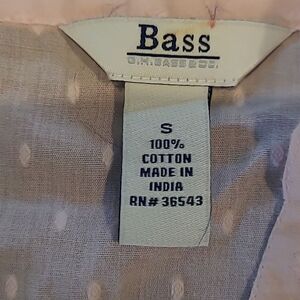 Bass
G.H.BASS&CO.
S
100%
COTTON
MADE IN
INDIA
RN# 36543